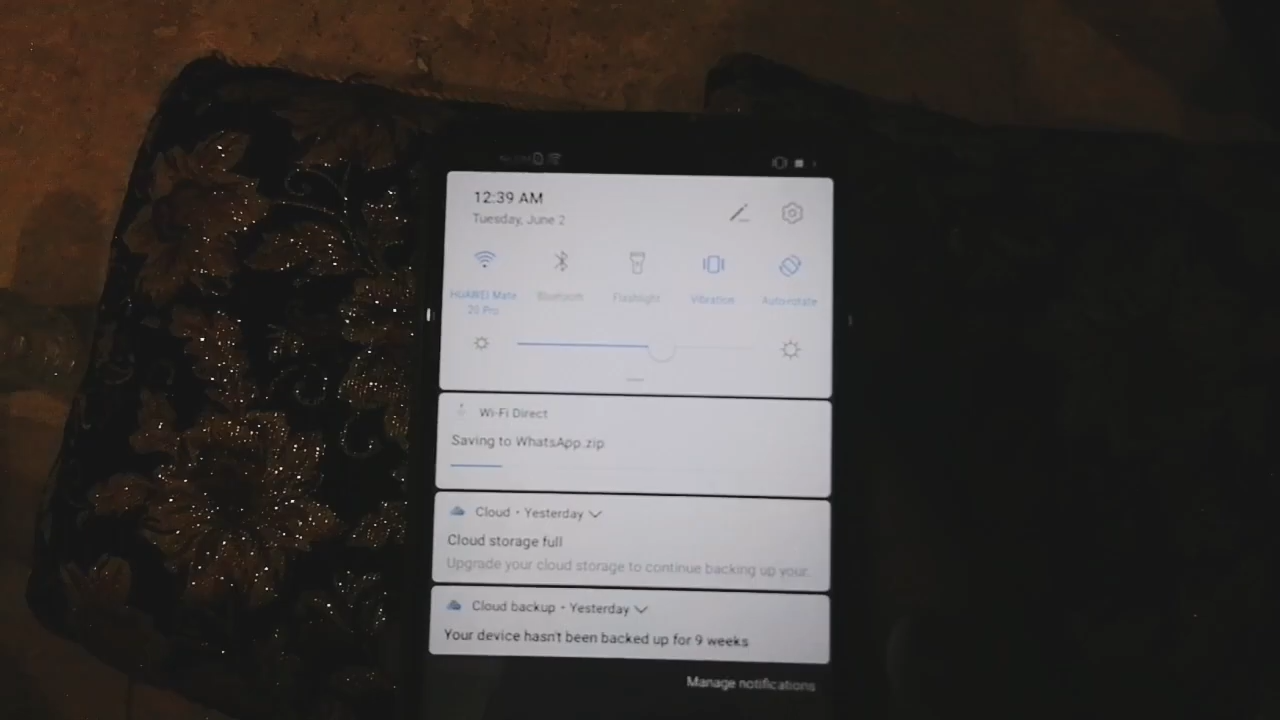 12:39 AM
Tuesday, June 2
HUAWEI Mate
20 Pro
Bluetooth
Flashlight
Vibration
Auto-rotate
Wi-Fi Direct
Saving to WhatsApp.zip
Cloud • Yesterday
Cloud storage full
Upgrade your cloud storage to continue backing up your.
Cloud backup • Yesterday
Your device hasn't been backed up for 9 weeks
Manage notifications